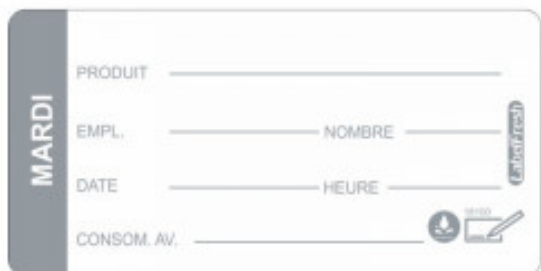 MARDI
PRODUIT
EMPL. NOMBRE
LabelFresh
DATE HEURE
CONSOM. AV.